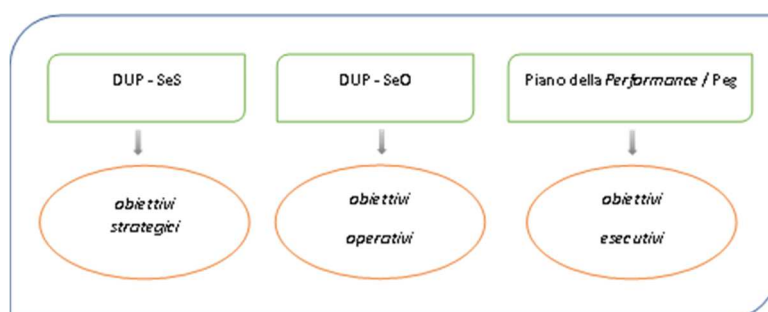 DUP - SeS
DUP - SeO
Piano della Performance / Peg
obiettivi
strategici
obiettivi
operativi
obiettivi
esecutivi